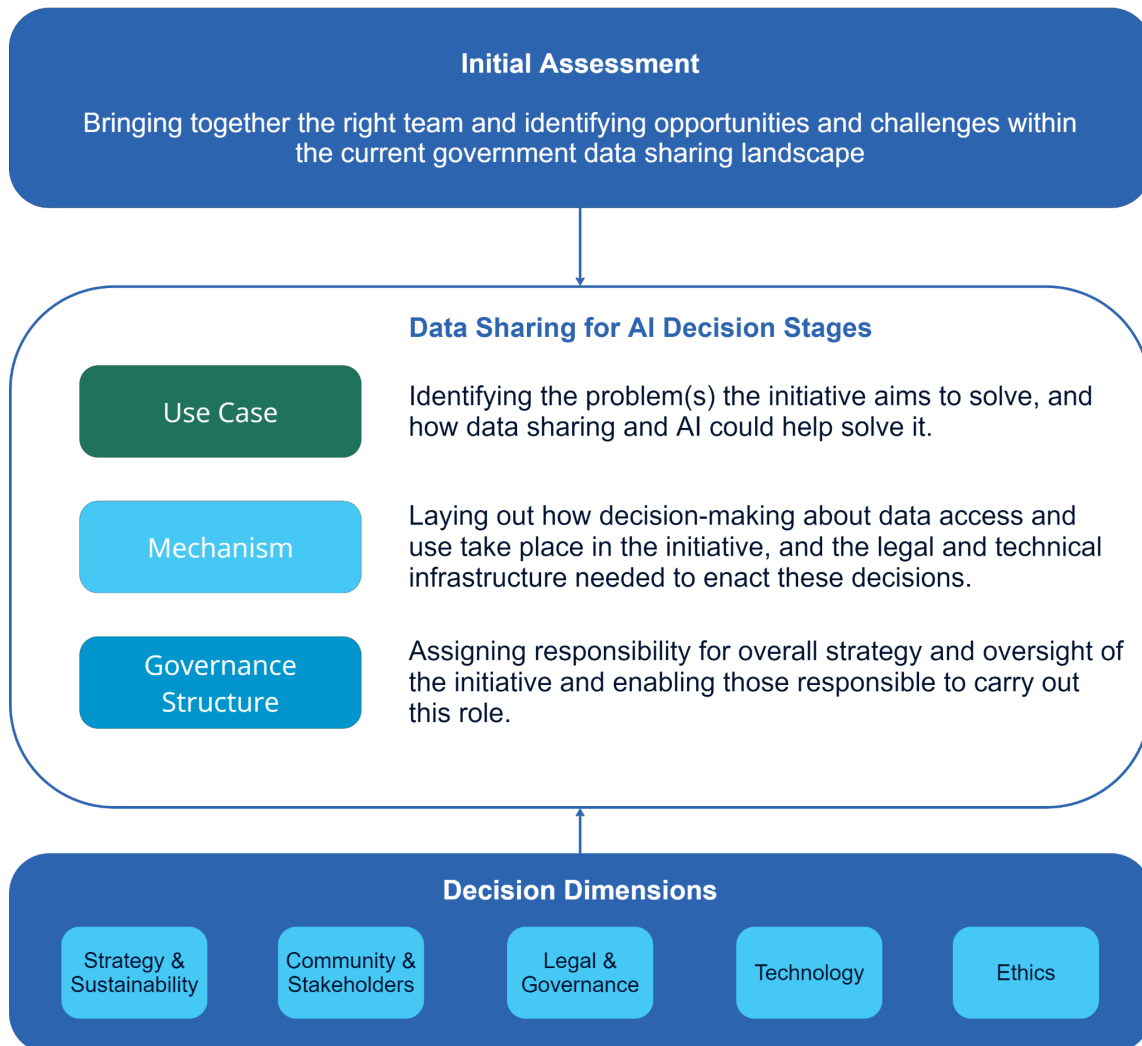 Initial Assessment
Bringing together the right team and identifying opportunities and challenges within
the current government data sharing landscape
Data Sharing for AI Decision Stages
Use Case
Identifying the problem(s) the initiative aims to solve, and
how data sharing and AI could help solve it.
Mechanism
Laying out how decision-making about data access and
use take place in the initiative, and the legal and technical
infrastructure needed to enact these decisions.
Governance
Structure
Assigning responsibility for overall strategy and oversight of
the initiative and enabling those responsible to carry out
this role.
Decision Dimensions
Strategy &
Sustainability
Community &
Stakeholders
Legal &
Governance
Technology
Ethics